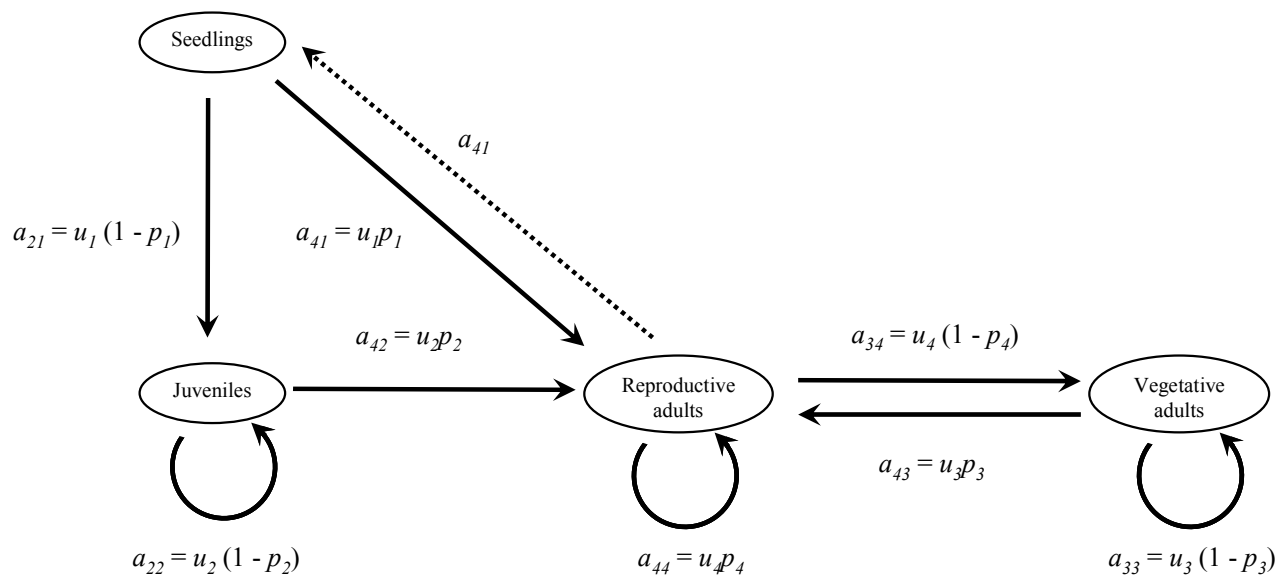 Seedlings
a41
a21 = u1 (1 - p1)
a41 = u1p1
a42 = u2p2
a34 = u4 (1 - p4)
Juveniles
Reproductive
adults
Vegetative
adults
a43 = u3p3
a22 = u2 (1 - p2)
a44 = u4p4
a33 = u3 (1 - p3)